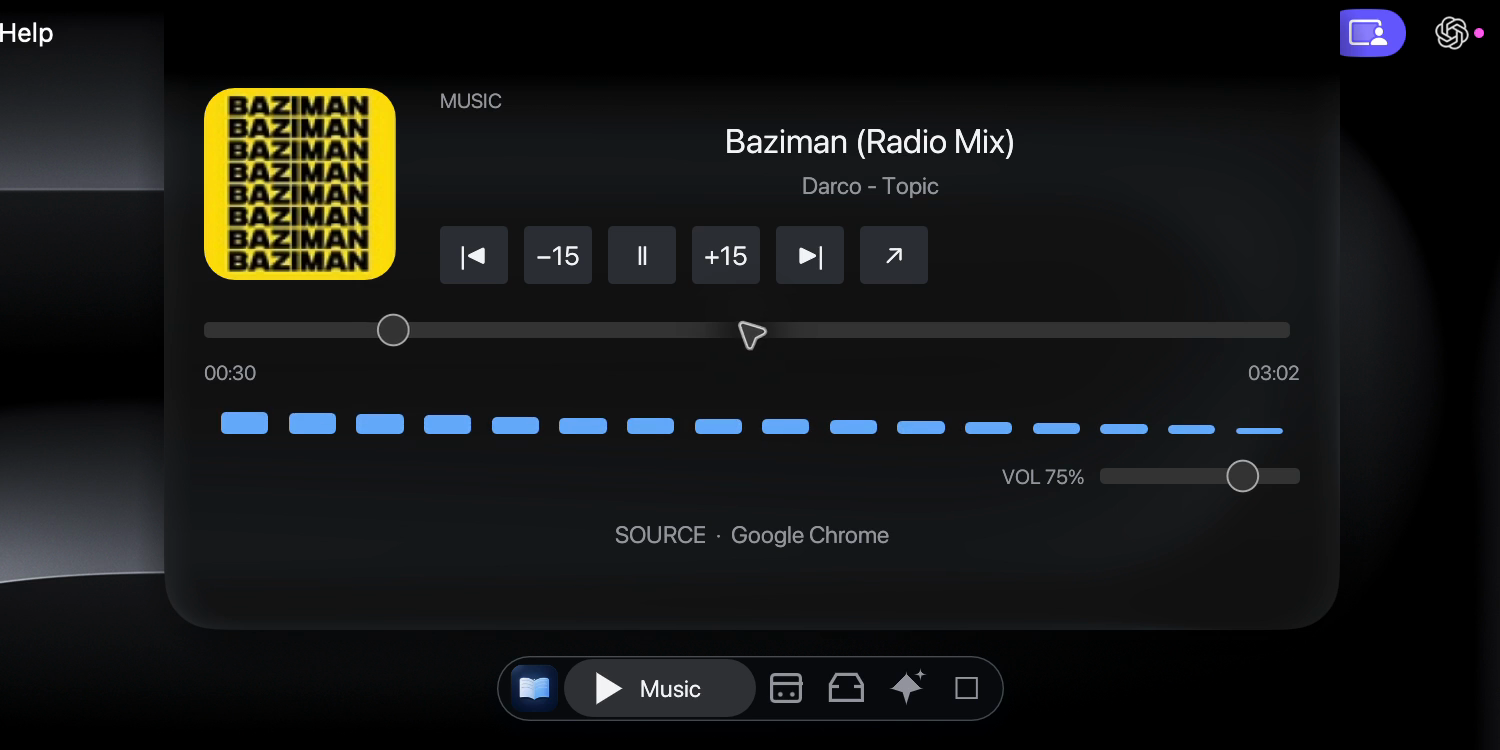 Help
BAZIMAN
BAZIMAN
BAZIMAN
BAZIMAN
BAZIMAN
BAZIMAN
BAZIMAN
BAZIMAN
MUSIC
Baziman (Radio Mix)
Darco - Topic
−15
+15
00:30
03:02
VOL 75%
SOURCE · Google Chrome
Music